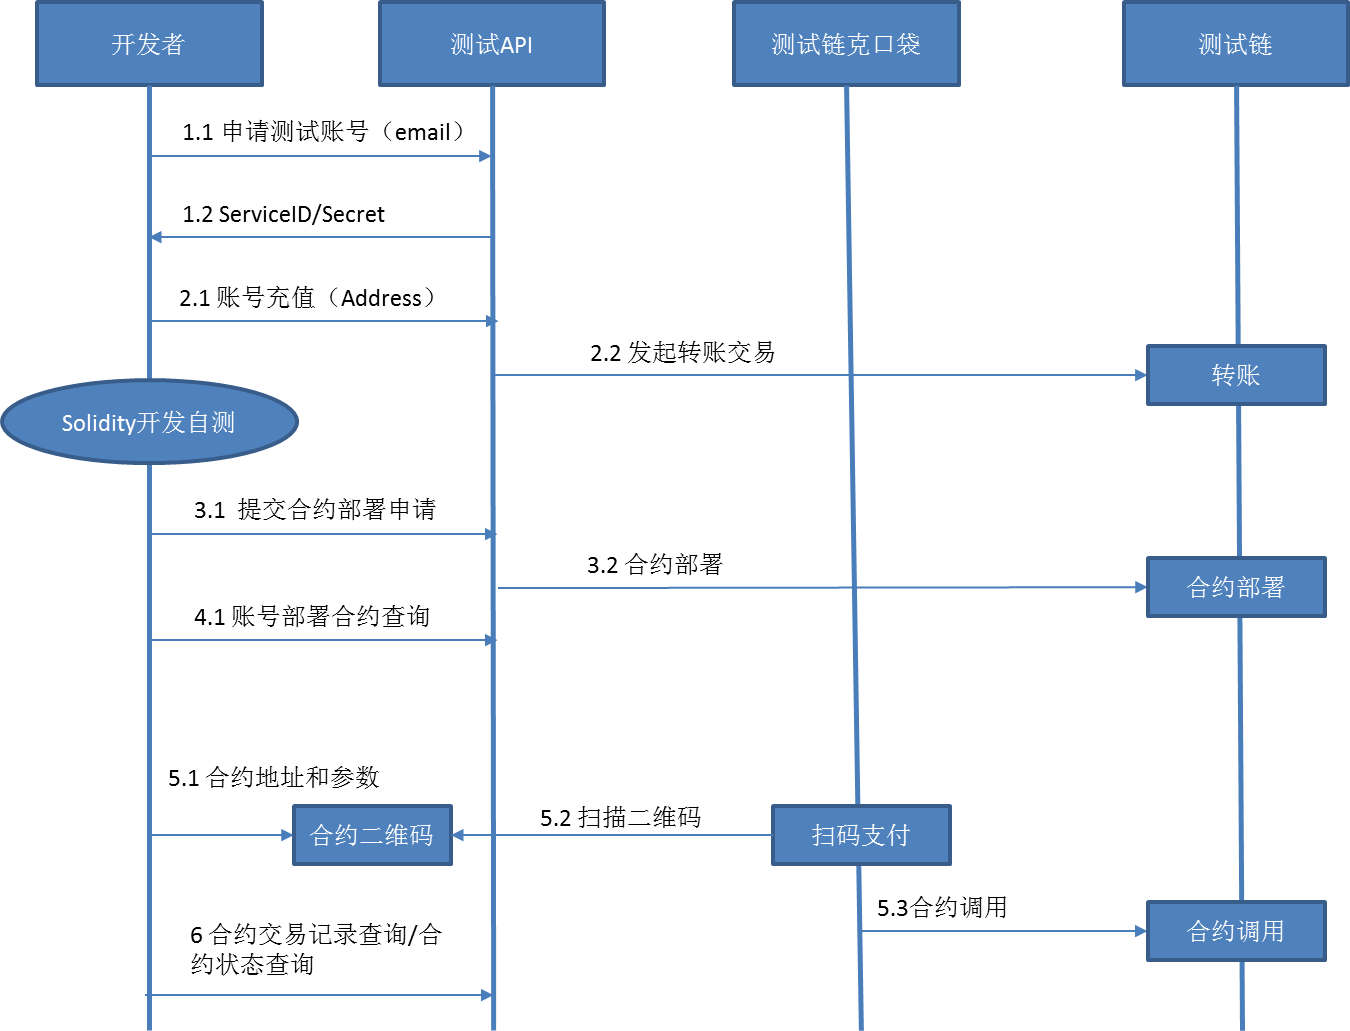 开发者
测试API
测试链克口袋
测试链
1.1 申请测试账号（email）
1.2 ServiceID/Secret
2.1 账号充值（Address）
2.2 发起转账交易
转账
Solidity开发自测
3.1 提交合约部署申请
3.2 合约部署
合约部署
4.1 账号部署合约查询
5.1 合约地址和参数
5.2 扫描二维码
合约二维码
扫码支付
5.3合约调用
合约调用
6 合约交易记录查询/合
约状态查询